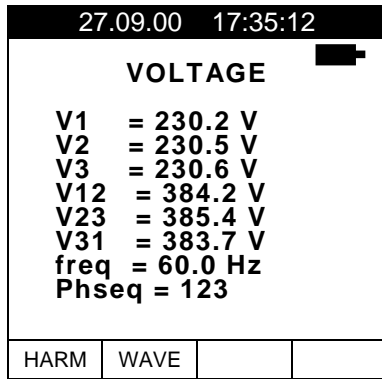 27.09.00 17:35:12
VOLTAGE
V1 = 230.2 V
V2 = 230.5 V
V3 = 230.6 V
V12 = 384.2 V
V23 = 385.4 V
V31 = 383.7 V
freq = 60.0 Hz
Phseq = 123
HARM WAVE